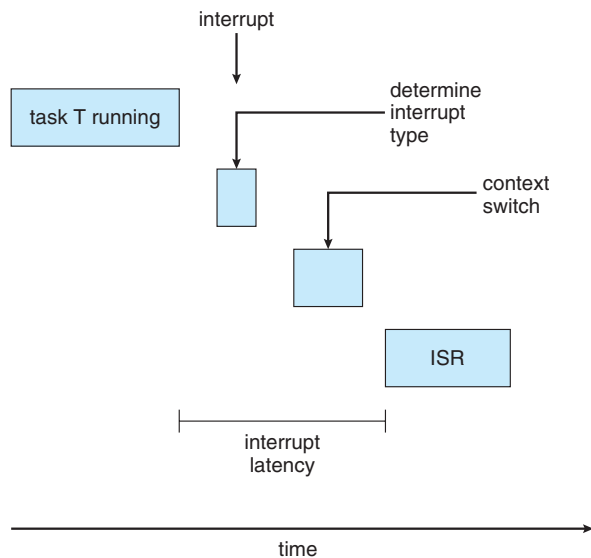 interrupt
task T running
determine
interrupt
type
context
switch
ISR
interrupt
latency
time